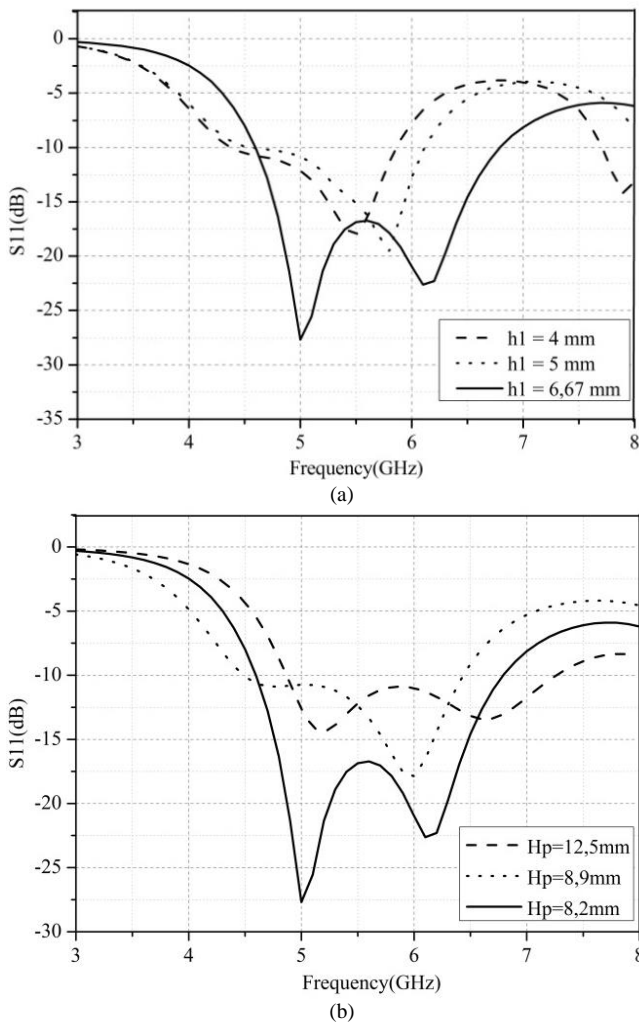 0
-5
-10
-15
-20
-25
-30
-35
S11(dB)
h1 = 4 mm
h1 = 5 mm
h1 = 6,67 mm
3 4 5 6 7 8
Frequency(GHz)
(a)
0
-5
-10
-15
-20
-25
-30
S11(dB)
Hp=12,5mm
Hp=8,9mm
Hp=8,2mm
3 4 5 6 7 8
Frequency(GHz)
(b)